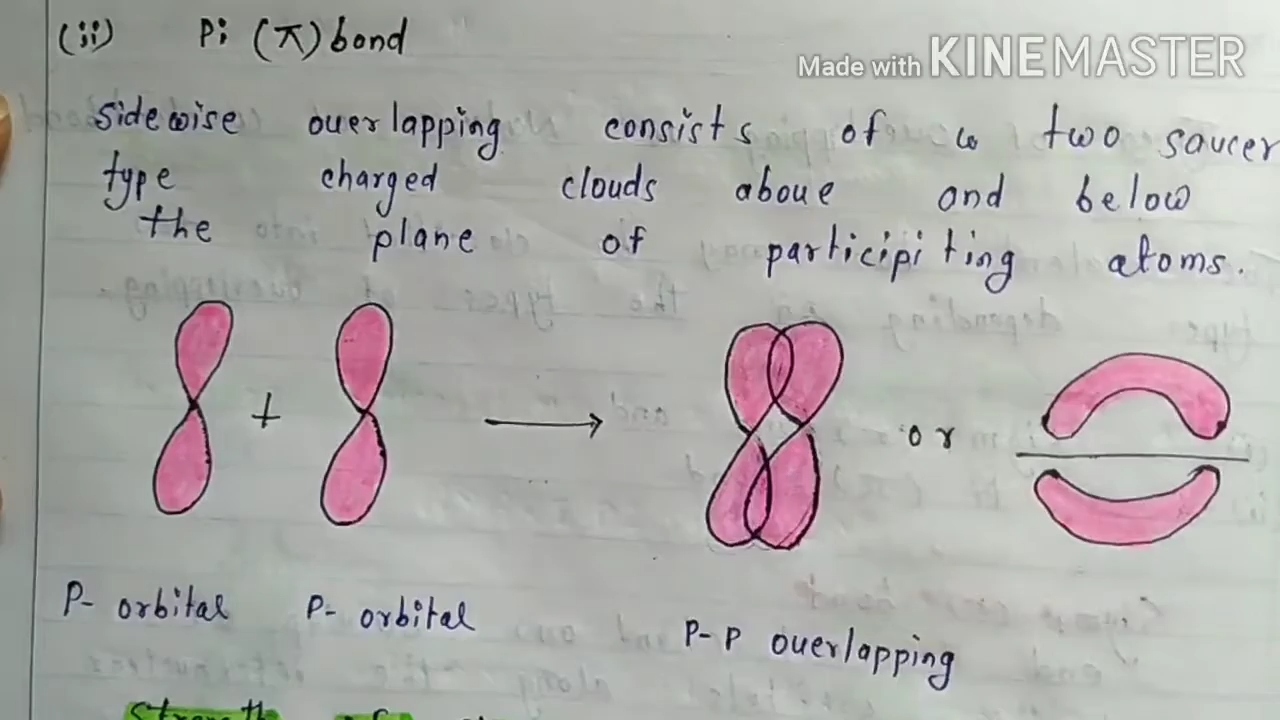 (ii) Pi (π) bond
Made with KINEMASTER
sidewise overlapping consists of two saucer
type charged clouds above and below
the plane of participiting atoms.
+
or
P- orbital P- orbital
P-P overlapping